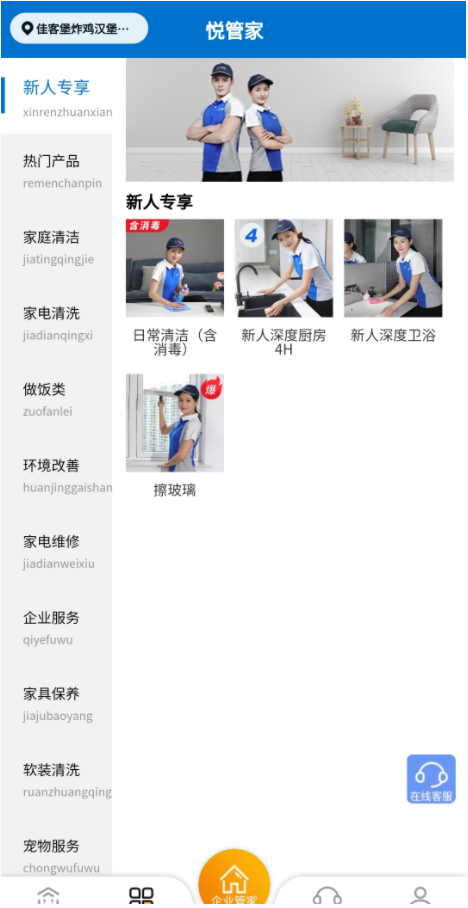 佳客堡炸鸡汉堡…
悦管家
新人专享
xinrenzhuanxian
热门产品
remenchanpin
家庭清洁
jiatingqingjie
家电清洗
jiadianqingxi
做饭类
zuofanlei
环境改善
huanjinggaishan
家电维修
jiadianweixiu
企业服务
qiyefuwu
家具保养
jiajubaoyang
软装清洗
ruanzhuangqing
宠物服务
chongwufuwu
新人专享
含消毒
4
日常清洁（含
消毒）
新人深度厨房
4H
新人深度卫浴
爆
擦玻璃
在线客服
企业管家